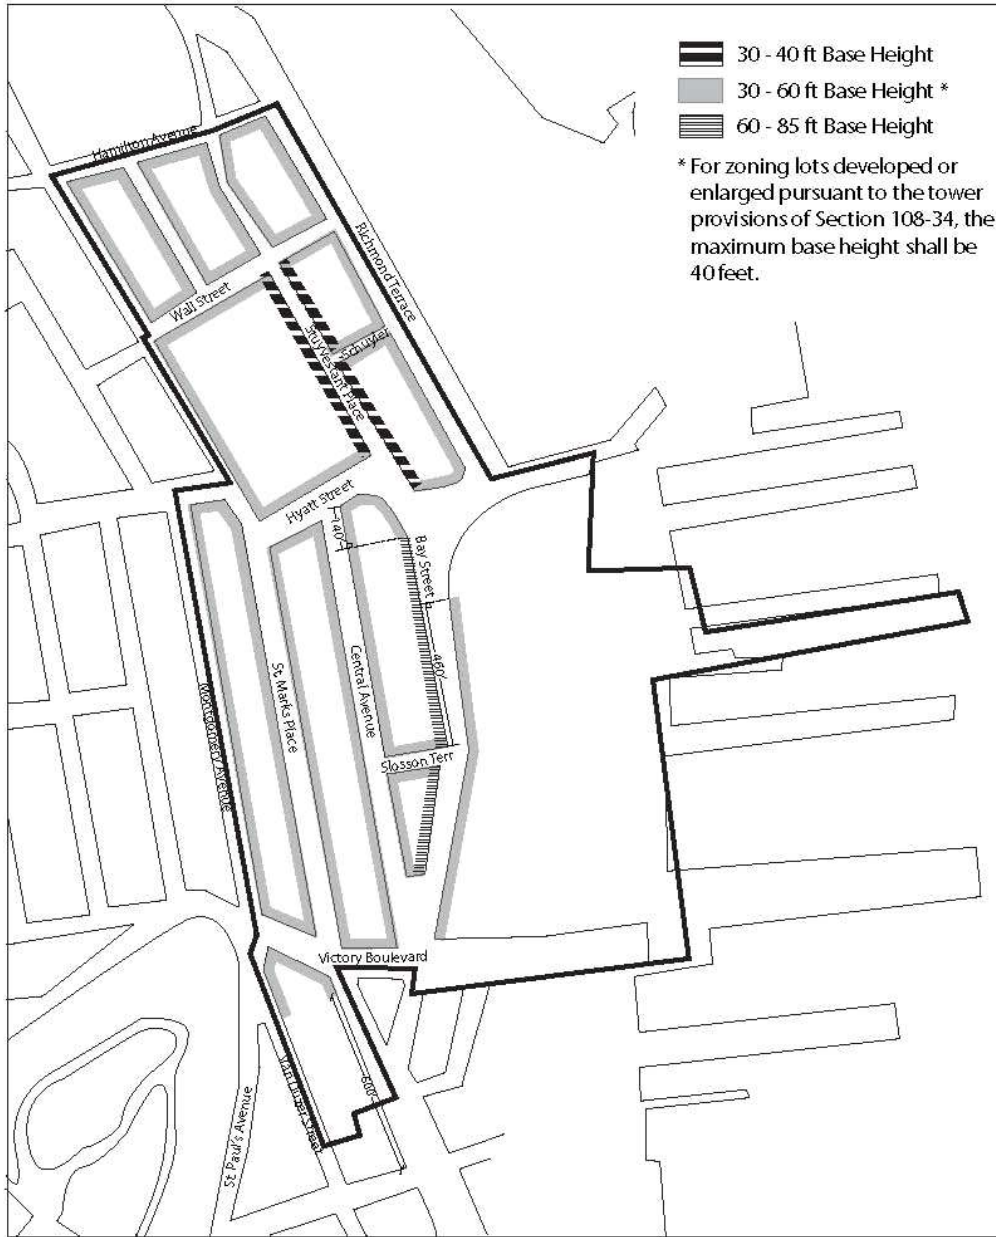 30 - 40 ft Base Height
30 - 60 ft Base Height *
60 - 85 ft Base Height
* For zoning lots developed or
enlarged pursuant to the tower
provisions of Section 108-34, the
maximum base height shall be
40 feet.
Hamilton Avenue
Richmond Terrace
Wall Street
Stuyvesant Place
Schuyler
Hyatt Street
140'
Bay Street
460'
Central Avenue
St. Marks Place
Montgomery Avenue
Slosson Terr
Victory Boulevard
Van Duzer Street
600'
St Paul's Avenue